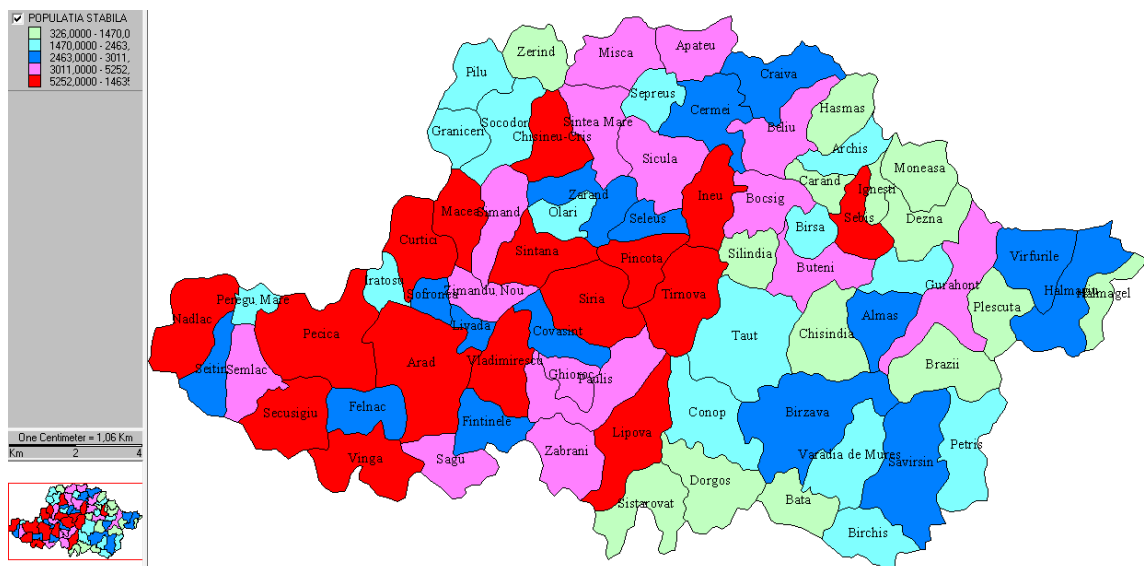 POPULATIA STABILA
326,0000 - 1470,0
1470,0000 - 2463,
2463,0000 - 3011,
3011,0000 - 5252,
5252,0000 - 1463
One Centimeter = 1,06 Km
Km 2 4
Zerind
Misca
Apateu
Pilu
Craiva
Sepreus
Cermei
Hasmas
Graniceri
Socodor
Chisineu-Cris
Sintea Mare
Beliu
Archis
Sicula
Moneasa
Carand
Ignesti
Zarand
Ineu
Bocsig
Sebis
Dezna
Macea
Simand
Olari
Seleus
Birsa
Curtici
Sintana
Pincota
Silindia
Buteni
Virfurile
Iratosu
Sofronea
Zimandu Nou
Siria
Tirnova
Gurahont
Halmagiu
Halmagel
Peregu Mare
Plescuta
Nadlac
Livada
Covasint
Taut
Chisindia
Almas
Pecica
Arad
Vladimirescu
Brazii
Seitin
Semlac
Ghioroc
Paulis
Secusigiu
Felnac
Fintinele
Lipova
Conop
Birzava
Vinga
Sagu
Zabrani
Varadia de Mures
Savirsin
Petris
Dorgos
Sistarovat
Bata
Birchis